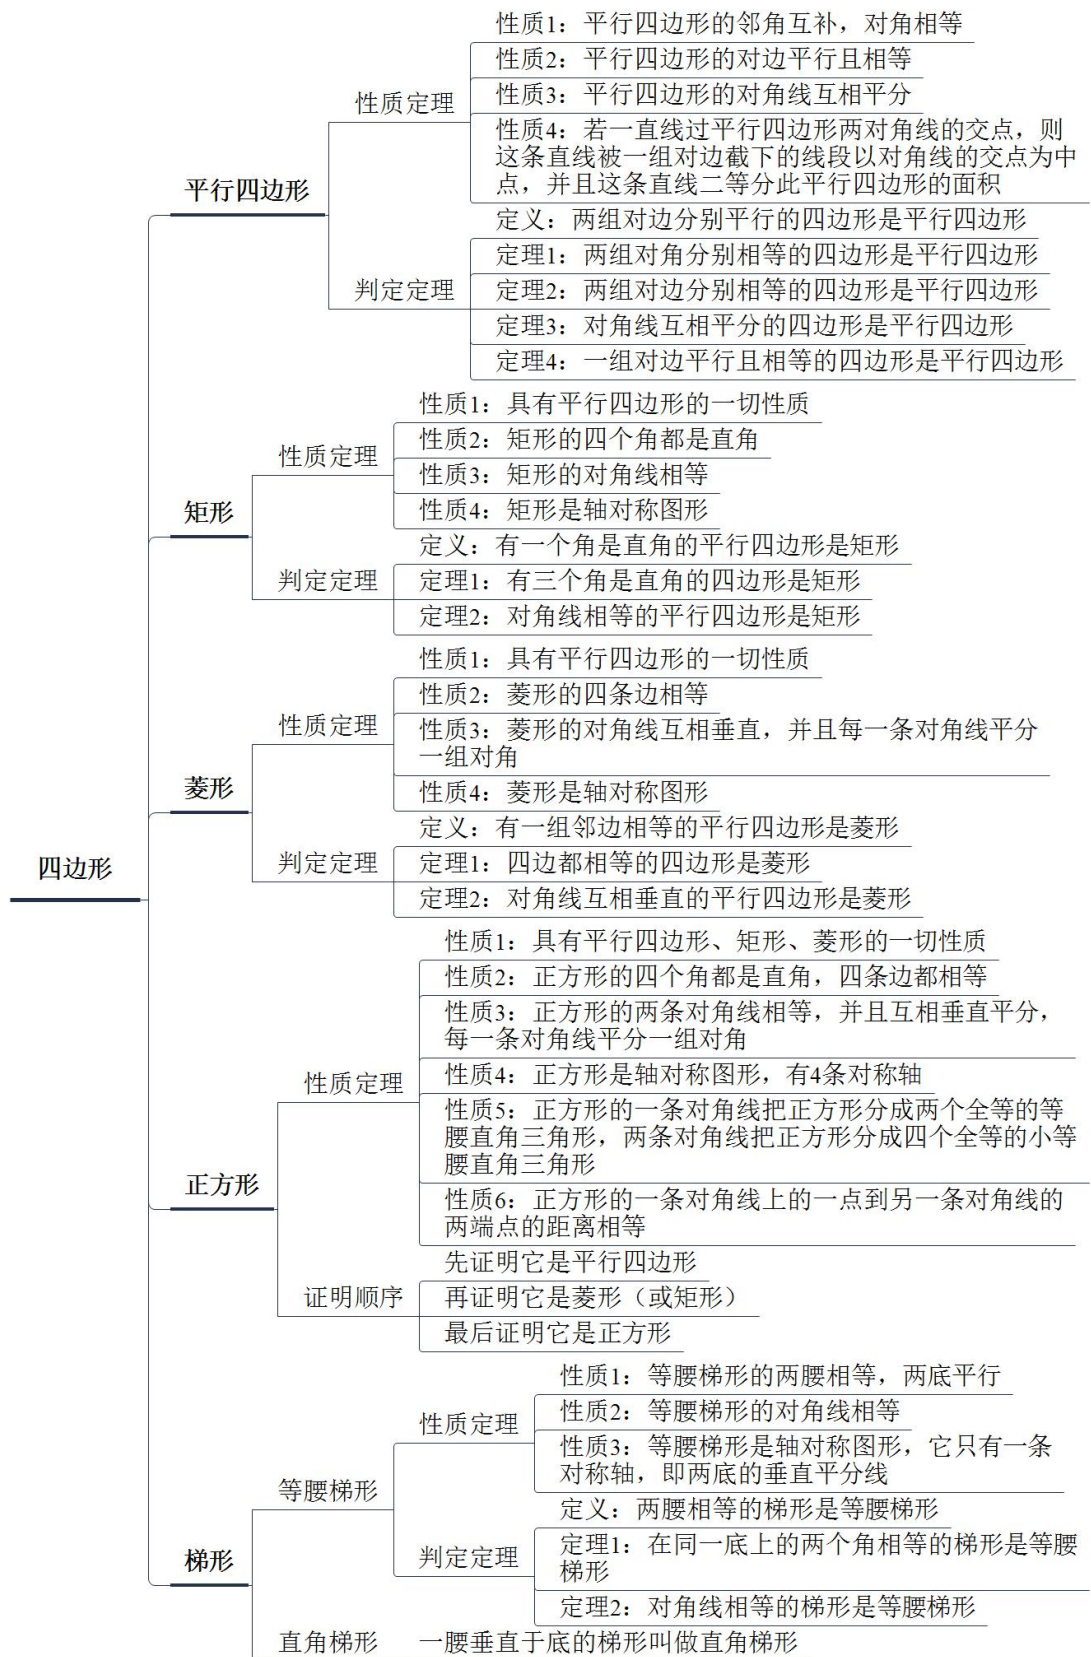 性质1：平行四边形的邻角互补，对角相等
性质2：平行四边形的对边平行且相等
性质定理
性质3：平行四边形的对角线互相平分
性质4：若一直线过平行四边形两对角线的交点，则
这条直线被一组对边截下的线段以对角线的交点为中
点，并且这条直线二等分此平行四边形的面积
平行四边形
定义：两组对边分别平行的四边形是平行四边形
定理1：两组对角分别相等的四边形是平行四边形
判定定理
定理2：两组对边分别相等的四边形是平行四边形
定理3：对角线互相平分的四边形是平行四边形
定理4：一组对边平行且相等的四边形是平行四边形
性质1：具有平行四边形的一切性质
性质2：矩形的四个角都是直角
性质定理
性质3：矩形的对角线相等
性质4：矩形是轴对称图形
矩形
定义：有一个角是直角的平行四边形是矩形
判定定理
定理1：有三个角是直角的四边形是矩形
定理2：对角线相等的平行四边形是矩形
性质1：具有平行四边形的一切性质
性质2：菱形的四条边相等
性质定理
性质3：菱形的对角线互相垂直，并且每一条对角线平分
一组对角
性质4：菱形是轴对称图形
菱形
定义：有一组邻边相等的平行四边形是菱形
判定定理
定理1：四边都相等的四边形是菱形
定理2：对角线互相垂直的平行四边形是菱形
四边形
性质1：具有平行四边形、矩形、菱形的一切性质
性质2：正方形的四个角都是直角，四条边都相等
性质3：正方形的两条对角线相等，并且互相垂直平分，
每一条对角线平分一组对角
性质定理
性质4：正方形是轴对称图形，有4条对称轴
性质5：正方形的一条对角线把正方形分成两个全等的等
腰直角三角形，两条对角线把正方形分成四个全等的小等
腰直角三角形
正方形
性质6：正方形的一条对角线上的一点到另一条对角线的
两端点的距离相等
先证明它是平行四边形
证明顺序
再证明它是菱形（或矩形）
最后证明它是正方形
性质1：等腰梯形的两腰相等，两底平行
性质定理
性质2：等腰梯形的对角线相等
性质3：等腰梯形是轴对称图形，它只有一条
对称轴，即两底的垂直平分线
等腰梯形
定义：两腰相等的梯形是等腰梯形
判定定理
定理1：在同一底上的两个角相等的梯形是等腰
梯形
定理2：对角线相等的梯形是等腰梯形
梯形
直角梯形
一腰垂直于底的梯形叫做直角梯形